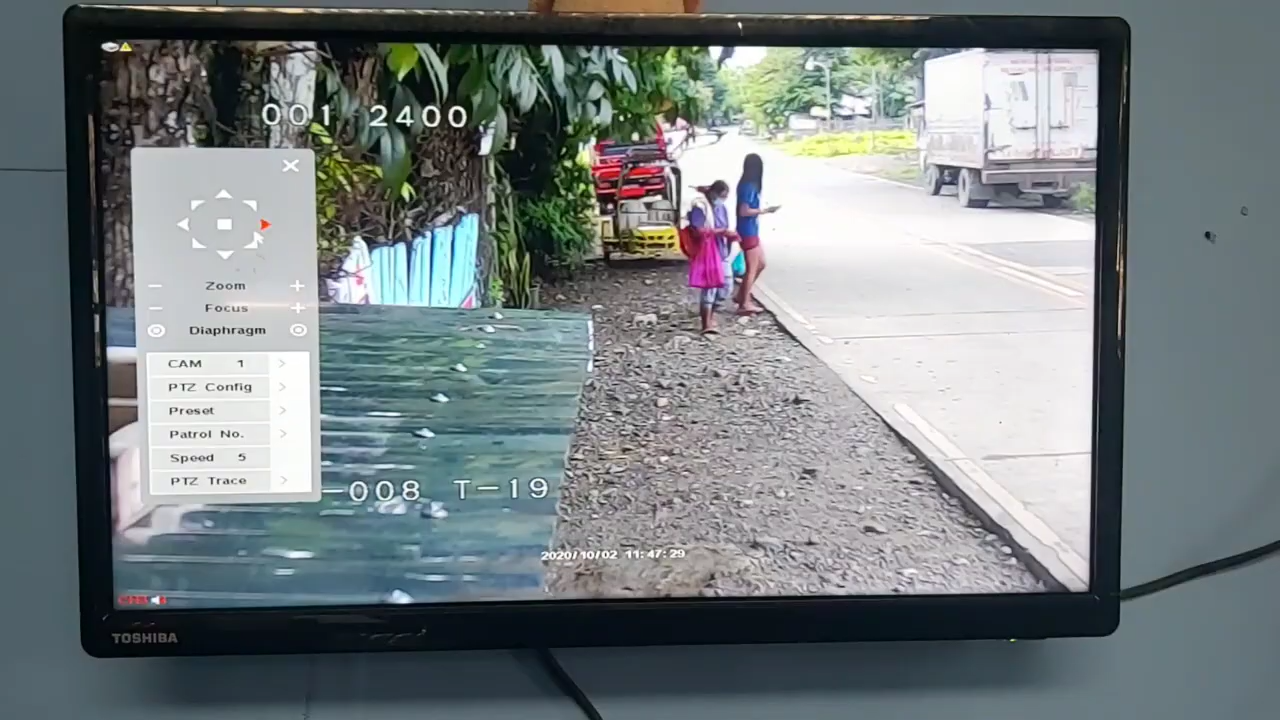 001 2400
Zoom
Focus
Diaphragm
CAM 1
PTZ Config
Preset
Patrol No.
Speed 5
PTZ Trace
-008 T-19
2020/10/02 11:47:29
TOSHIBA